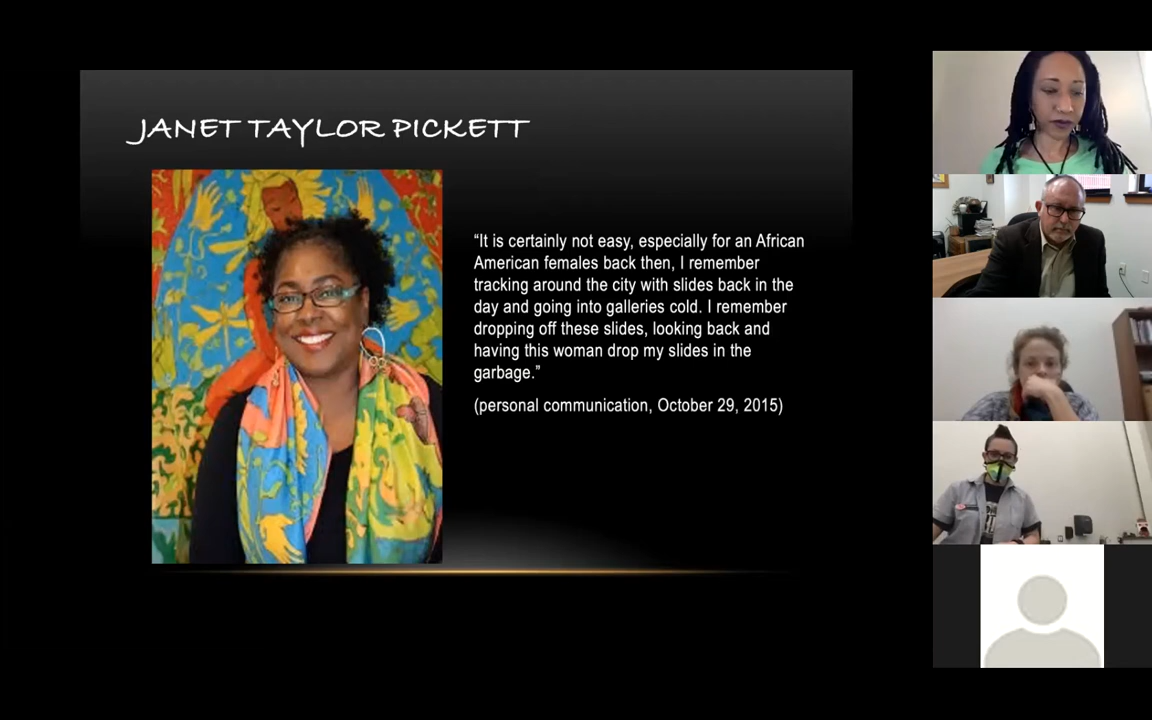 JANET TAYLOR PICKETT
“It is certainly not easy, especially for an African
American females back then, I remember
tracking around the city with slides back in the
day and going into galleries cold. I remember
dropping off these slides, looking back and
having this woman drop my slides in the
garbage.”
(personal communication, October 29, 2015)